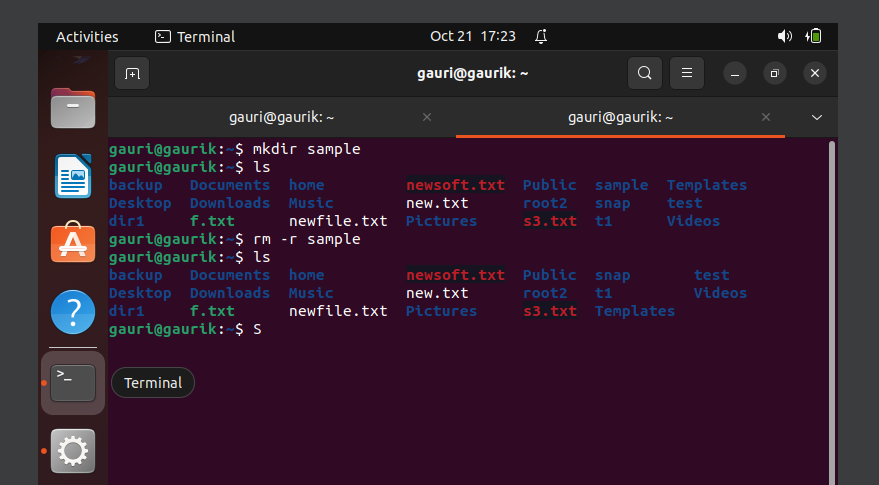 Activities Terminal Oct 21 17:23
gauri@gaurik: ~
gauri@gaurik: ~ gauri@gaurik: ~
gauri@gaurik:~$ mkdir sample
gauri@gaurik:~$ ls
backup Documents home newsoft.txt Public sample Templates
Desktop Downloads Music new.txt root2 snap test
dir1 f.txt newfile.txt Pictures s3.txt t1 Videos
gauri@gaurik:~$ rm -r sample
gauri@gaurik:~$ ls
backup Documents home newsoft.txt Public snap test
Desktop Downloads Music new.txt root2 t1 Videos
dir1 f.txt newfile.txt Pictures s3.txt Templates
gauri@gaurik:~$ S
Terminal